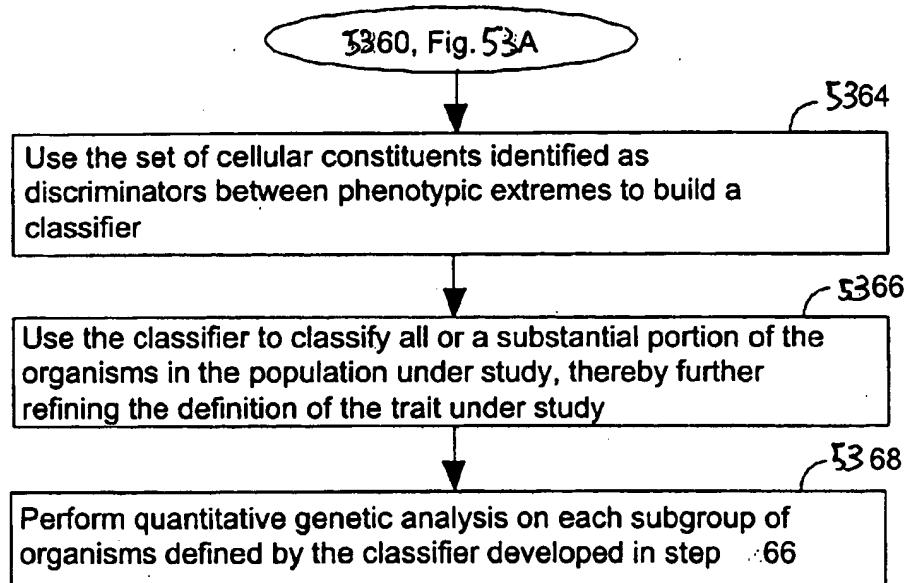 5360, Fig. 53A
5364
Use the set of cellular constituents identified as
discriminators between phenotypic extremes to build a
classifier
5366
Use the classifier to classify all or a substantial portion of the
organisms in the population under study, thereby further
refining the definition of the trait under study
5368
Perform quantitative genetic analysis on each subgroup of
organisms defined by the classifier developed in step 66